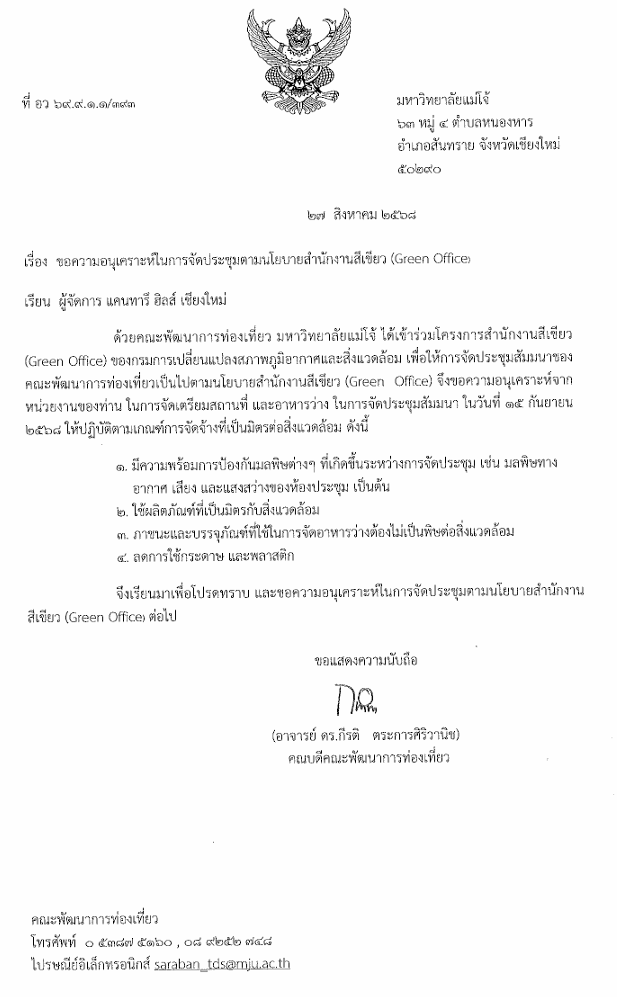 ที่ อว ๖๙.๙.๑.๑/๓๙๓
มหาวิทยาลัยแม่โจ้
๖๓ หมู่ ๔ ตำบลหนองหาร
อำเภอสันทราย จังหวัดเชียงใหม่
๕๐๒๙๐
๒๗ สิงหาคม ๒๕๖๘
เรื่อง ขอความอนุเคราะห์ในการจัดประชุมตามนโยบายสำนักงานสีเขียว (Green Office)
เรียน ผู้จัดการ แคนทารี ฮิลส์ เชียงใหม่
ด้วยคณะพัฒนาการท่องเที่ยว มหาวิทยาลัยแม่โจ้ ได้เข้าร่วมโครงการสำนักงานสีเขียว
(Green Office) ของกรมการเปลี่ยนแปลงสภาพภูมิอากาศและสิ่งแวดล้อม เพื่อให้การจัดประชุมสัมมนาของ
คณะพัฒนาการท่องเที่ยวเป็นไปตามนโยบายสำนักงานสีเขียว (Green Office) จึงขอความอนุเคราะห์จาก
หน่วยงานของท่าน ในการจัดเตรียมสถานที่ และอาหารว่าง ในการจัดประชุมสัมมนา ในวันที่ ๑๕ กันยายน
๒๕๖๘ ให้ปฏิบัติตามเกณฑ์การจัดจ้างที่เป็นมิตรต่อสิ่งแวดล้อม ดังนี้
๑. มีความพร้อมการป้องกันมลพิษต่างๆ ที่เกิดขึ้นระหว่างการจัดประชุม เช่น มลพิษทาง
อากาศ เสียง และแสงสว่างของห้องประชุม เป็นต้น
๒. ใช้ผลิตภัณฑ์ที่เป็นมิตรกับสิ่งแวดล้อม
๓. ภาชนะและบรรจุภัณฑ์ที่ใช้ในการจัดอาหารว่างต้องไม่เป็นพิษต่อสิ่งแวดล้อม
๔. ลดการใช้กระดาษ และพลาสติก
จึงเรียนมาเพื่อโปรดทราบ และขอความอนุเคราะห์ในการจัดประชุมตามนโยบายสำนักงาน
สีเขียว (Green Office) ต่อไป
ขอแสดงความนับถือ
(อาจารย์ ดร.กีรติ ตระการศิริวานิช)
คณบดีคณะพัฒนาการท่องเที่ยว
คณะพัฒนาการท่องเที่ยว
โทรศัพท์ ๐ ๕๓๘๗ ๕๑๖๐ , ๐๘ ๙๒๕๒ ๗๔๘
ไปรษณีย์อิเล็กทรอนิกส์ saraban_tds@mju.ac.th